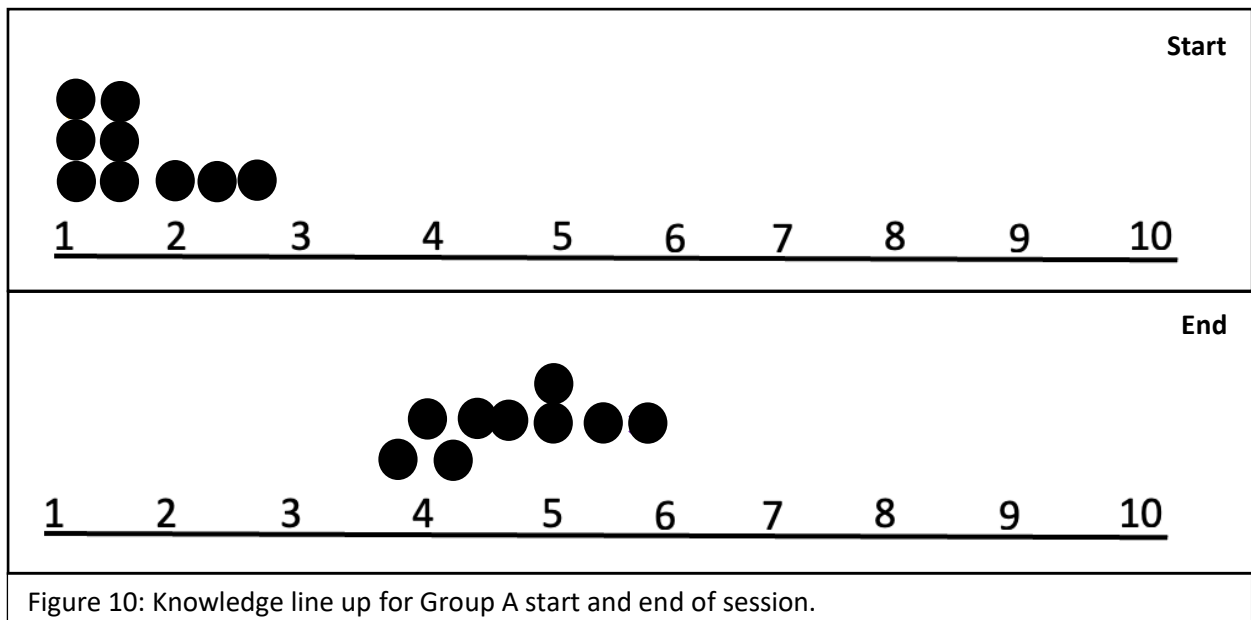 Start
1 2 3 4 5 6 7 8 9 10
End
1 2 3 4 5 6 7 8 9 10
Figure 10: Knowledge line up for Group A start and end of session.